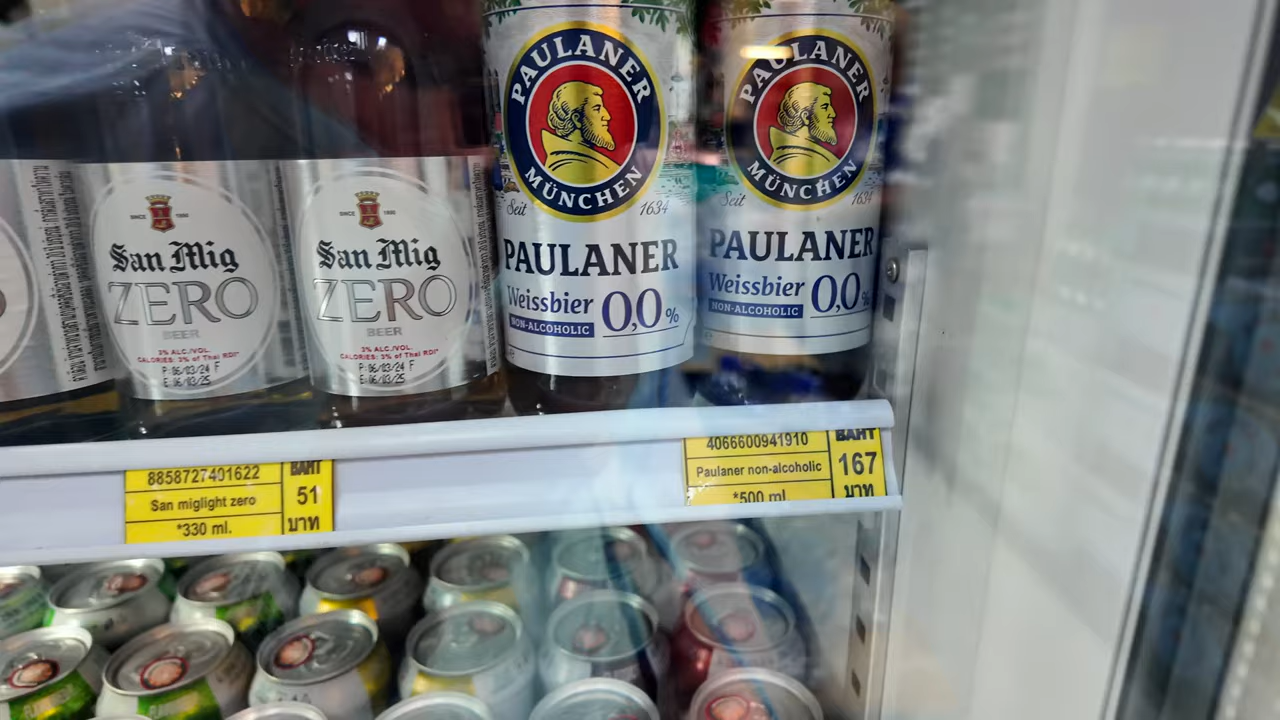 SINCE 1890
San Mig
ZERO
BEER
3% ALC./VOL.
CALORIES: 3% of Thai RDI*
P:06/03/24 F
E:06/03/25
SINCE 1890
San Mig
ZERO
BEER
3% ALC./VOL.
CALORIES: 3% of Thai RDI*
P:06/03/24 F
E:06/03/25
PAULANER
MÜNCHEN
Seit 1634
PAULANER
Weissbier 0,0%
NON-ALCOHOLIC
PAULANER
MÜNCHEN
Seit 1634
PAULANER
Weissbier 0,0%
NON-ALCOHOLIC
8858727401622
San miglight zero
*330 ml.
BAHT
51
บาท
4066600941910
Paulaner non-alcoholic
*500 ml.
BAHT
167
บาท